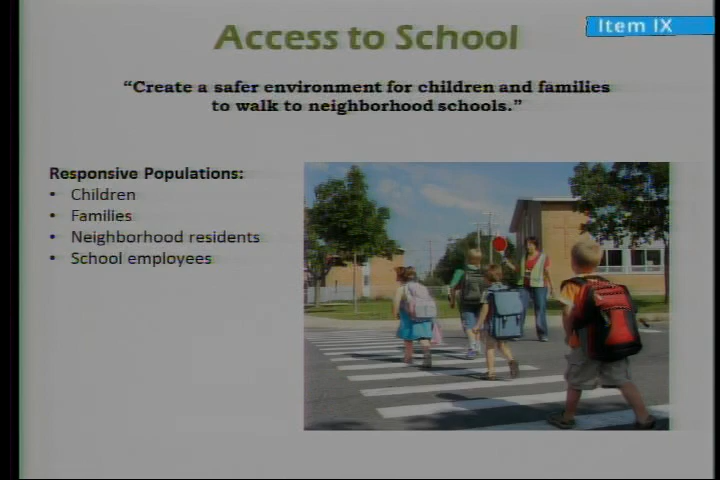 Item IX
Access to School
“Create a safer environment for children and families
to walk to neighborhood schools.”
Responsive Populations:
• Children
• Families
• Neighborhood residents
• School employees